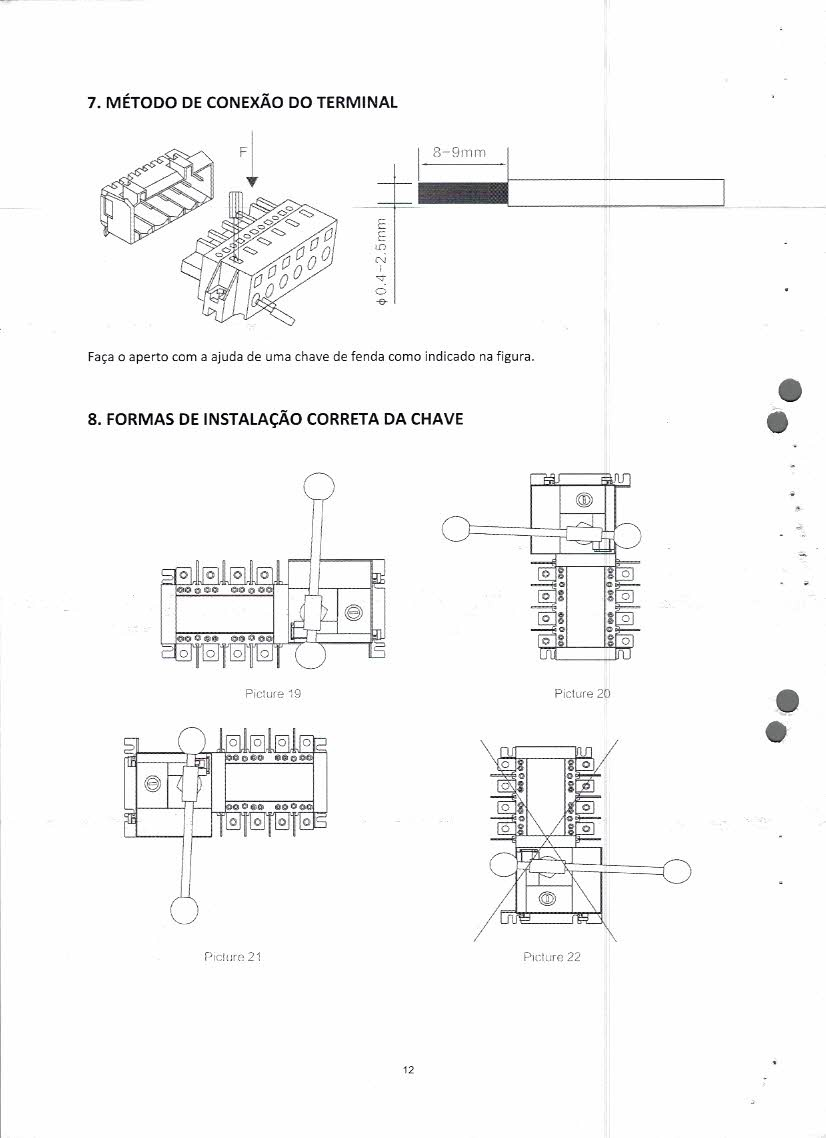 7. MÉTODO DE CONEXÃO DO TERMINAL
F
8-9mm
ϕ0.4-2.5mm
Faça o aperto com a ajuda de uma chave de fenda como indicado na figura.
8. FORMAS DE INSTALAÇÃO CORRETA DA CHAVE
Picture 19
Picture 20
Picture 21
Picture 22
12